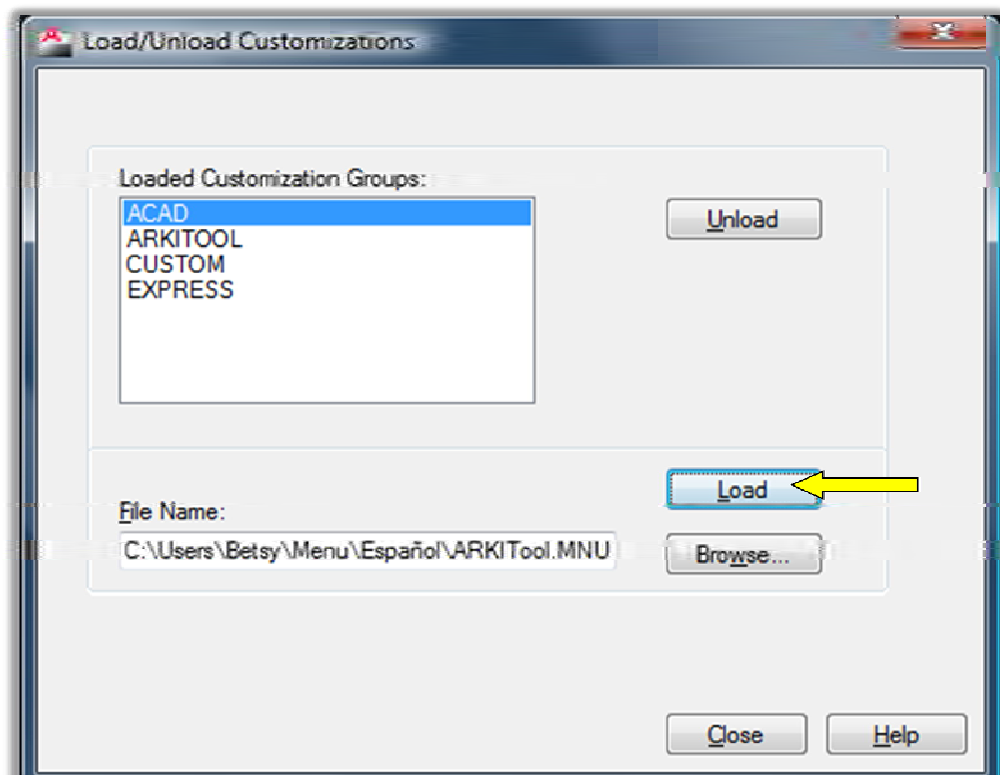 Load/Unload Customizations
Loaded Customization Groups:
ACAD
ARKITOOL
CUSTOM
EXPRESS
Unload
Load
File Name:
C:\Users\Betsy\Menu\Español\ARKITool.MNU
Browse...
Close
Help